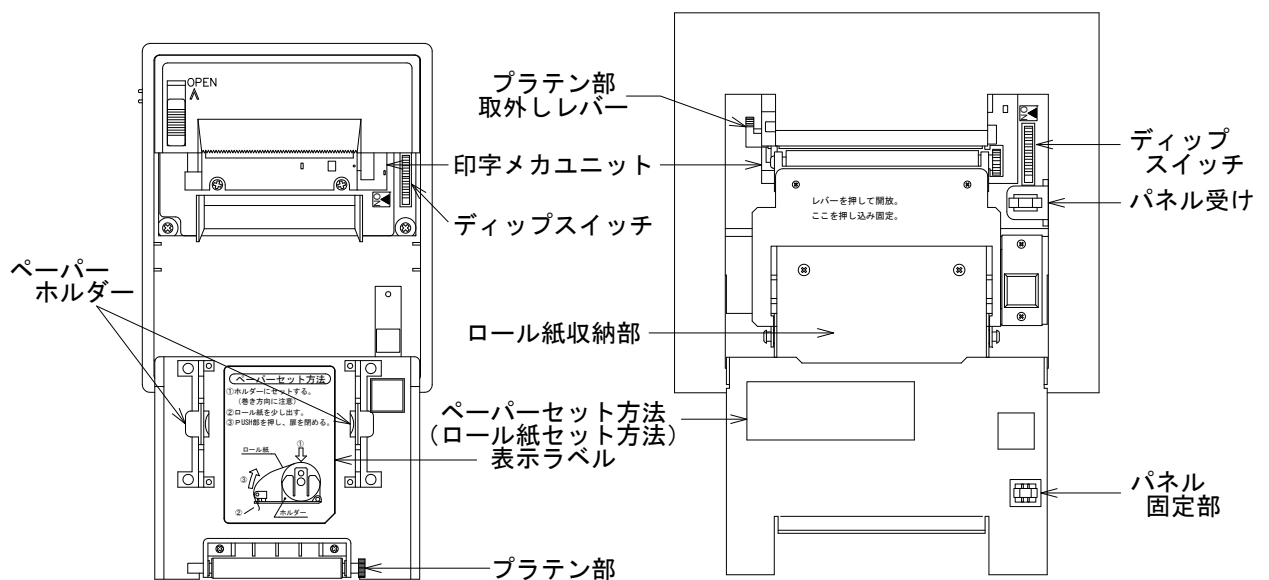 OPEN
プラテン部
取外しレバー
印字メカユニット
ON
ディップスイッチ
ペーパー
ホルダー
ロール紙収納部
ペーパーセット方法
①ホルダーにセットする。
(巻き方向に注意)
②ロール紙を少し出す。
③PUSH部を押し、扉を閉める。
ロール紙
①
③
②
ホルダー
ペーパーセット方法
(ロール紙セット方法)
表示ラベル
プラテン部
ON
ディップ
スイッチ
パネル受け
レバーを押して開放。
ここを押し込み固定。
パネル
固定部